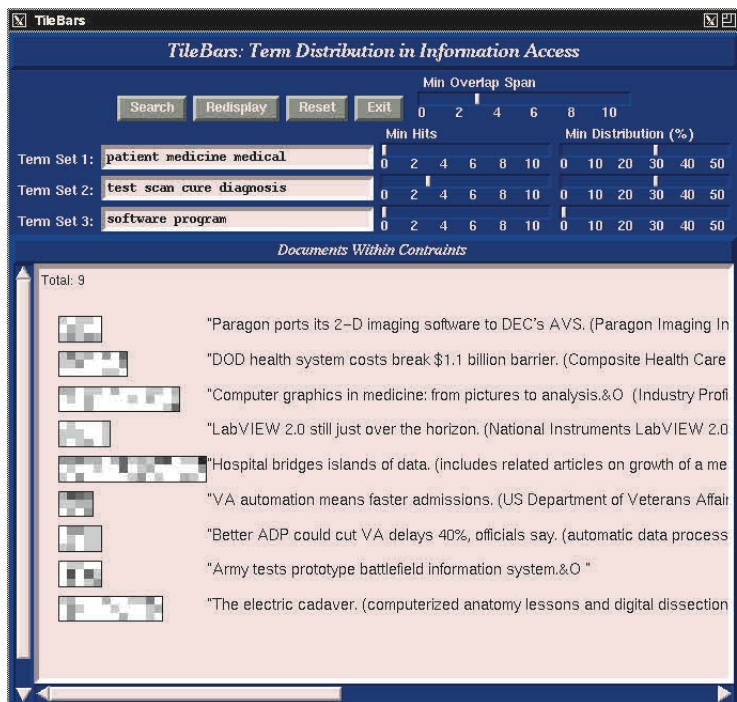 TileBars
TileBars: Term Distribution in Information Access
Min Overlap Span
Search Redisplay Reset Exit
0 2 4 6 8 10
Min Hits Min Distribution (%)
Term Set 1: patient medicine medical
0 2 4 6 8 10 0 10 20 30 40 50
Term Set 2: test scan cure diagnosis
0 2 4 6 8 10 0 10 20 30 40 50
Term Set 3: software program
0 2 4 6 8 10 0 10 20 30 40 50
Documents Within Contraints
Total: 9
"Paragon ports its 2-D imaging software to DEC's AVS. (Paragon Imaging In
"DOD health system costs break $1.1 billion barrier. (Composite Health Care
"Computer graphics in medicine: from pictures to analysis.&O (Industry Profi
"LabVIEW 2.0 still just over the horizon. (National Instruments LabVIEW 2.0
"Hospital bridges islands of data. (includes related articles on growth of a me
"VA automation means faster admissions. (US Department of Veterans Affair
"Better ADP could cut VA delays 40%, officials say. (automatic data process
"Army tests prototype battlefield information system.&O "
"The electric cadaver. (computerized anatomy lessons and digital dissection